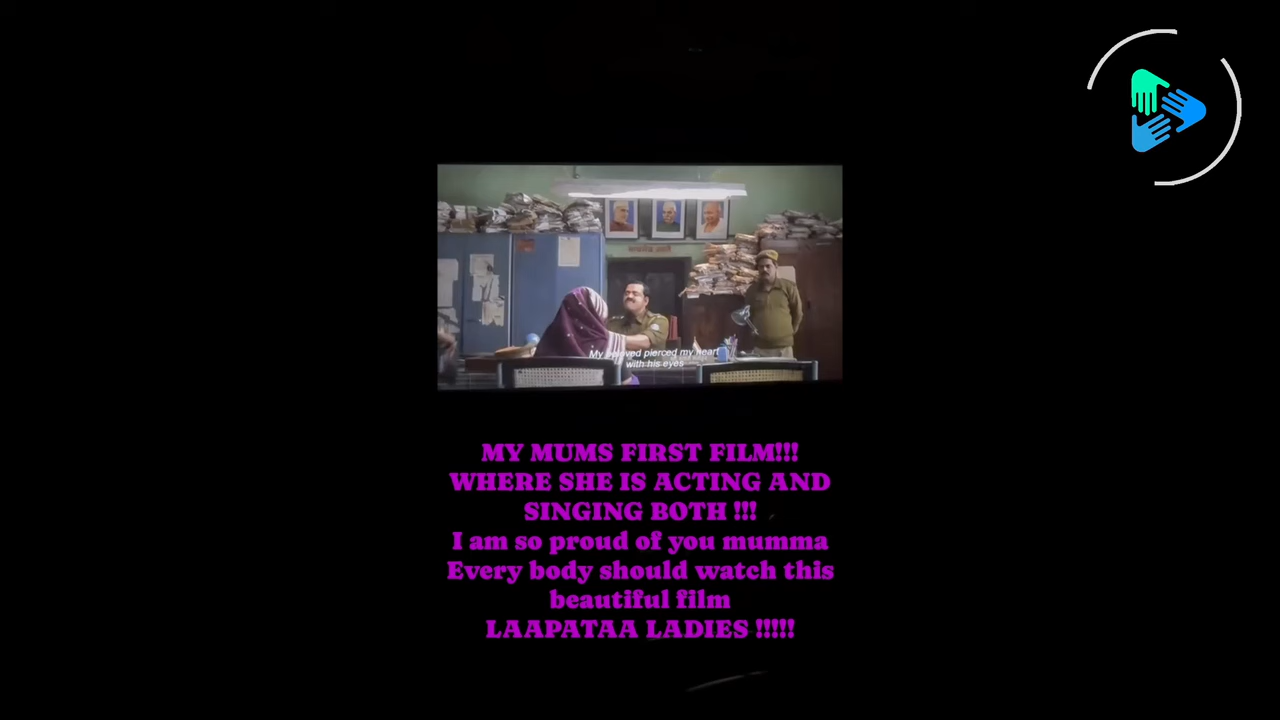 My beloved pierced my heart
with his eyes
MY MUMS FIRST FILM!!!
WHERE SHE IS ACTING AND
SINGING BOTH !!!
I am so proud of you mumma
Every body should watch this
beautiful film
LAAPATAA LADIES !!!!!